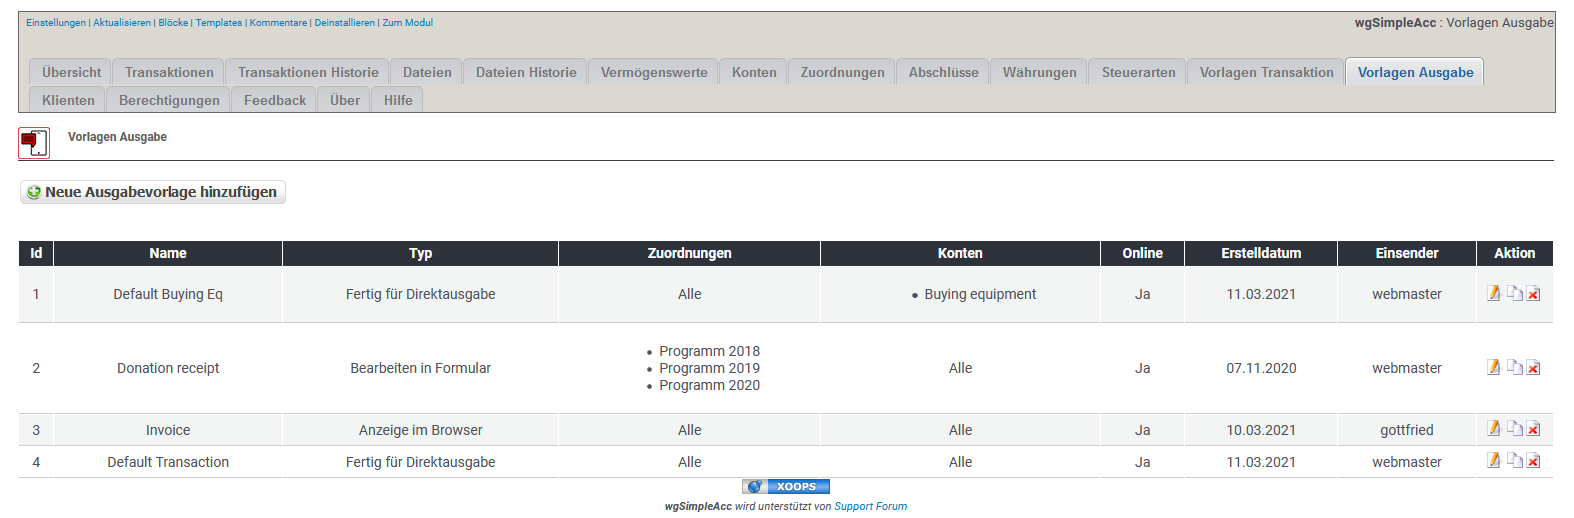 Einstellungen | Aktualisieren | Blöcke | Templates | Kommentare | Deinstallieren | Zum Modul
wgSimpleAcc : Vorlagen Ausgabe
Übersicht Transaktionen Transaktionen Historie Dateien Dateien Historie Vermögenswerte Konten Zuordnungen Abschlüsse Währungen Steuerarten Vorlagen Transaktion Vorlagen Ausgabe
Klienten Berechtigungen Feedback Über Hilfe
Vorlagen Ausgabe
Neue Ausgabevorlage hinzufügen
Id Name Typ Zuordnungen Konten Online Erstelldatum Einsender Aktion
1 Default Buying Eq Fertig für Direktausgabe Alle • Buying equipment Ja 11.03.2021 webmaster
• Programm 2018
2 Donation receipt Bearbeiten in Formular • Programm 2019 Alle Ja 07.11.2020 webmaster
• Programm 2020
3 Invoice Anzeige im Browser Alle Alle Ja 10.03.2021 gottfried
4 Default Transaction Fertig für Direktausgabe Alle Alle Ja 11.03.2021 webmaster
XOOPS
wgSimpleAcc wird unterstützt von Support Forum